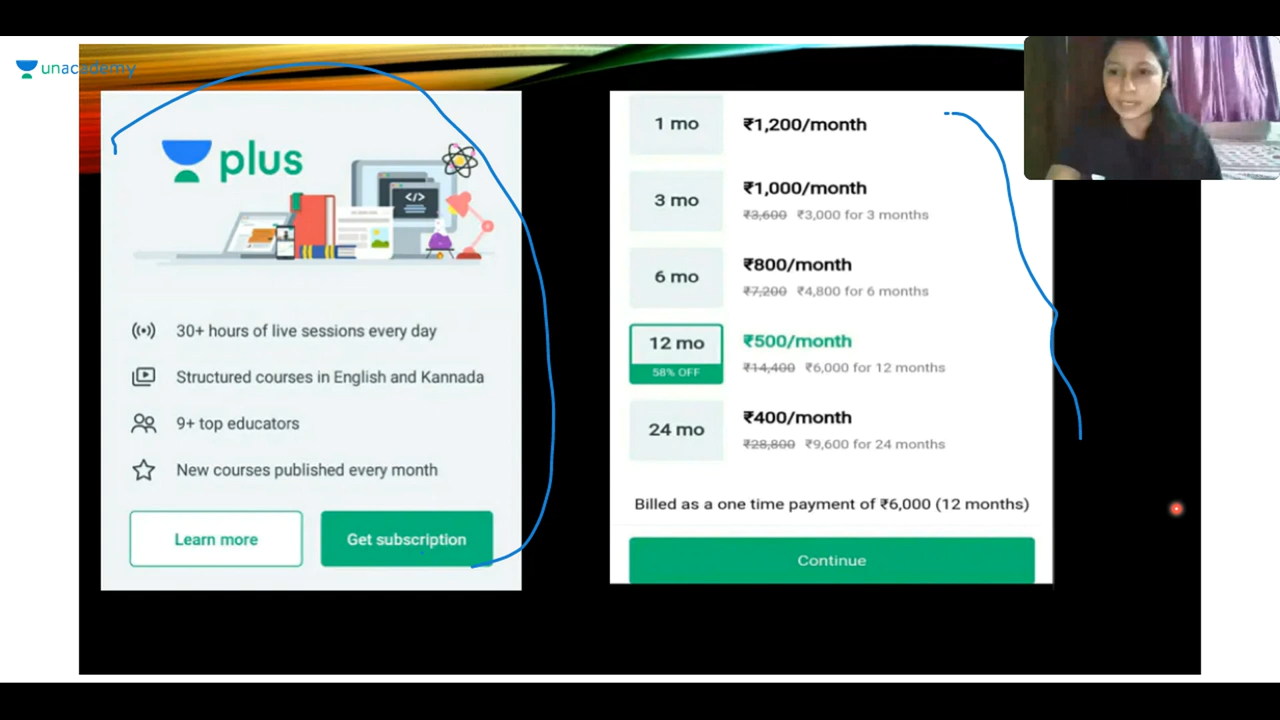 unacademy
plus
</>
30+ hours of live sessions every day
Structured courses in English and Kannada
9+ top educators
New courses published every month
Learn more
Get subscription
1 mo ₹1,200/month
3 mo ₹1,000/month
₹3,600 ₹3,000 for 3 months
6 mo ₹800/month
₹7,200 ₹4,800 for 6 months
12 mo ₹500/month
58% OFF ₹14,400 ₹6,000 for 12 months
24 mo ₹400/month
₹28,800 ₹9,600 for 24 months
Billed as a one time payment of ₹6,000 (12 months)
Continue